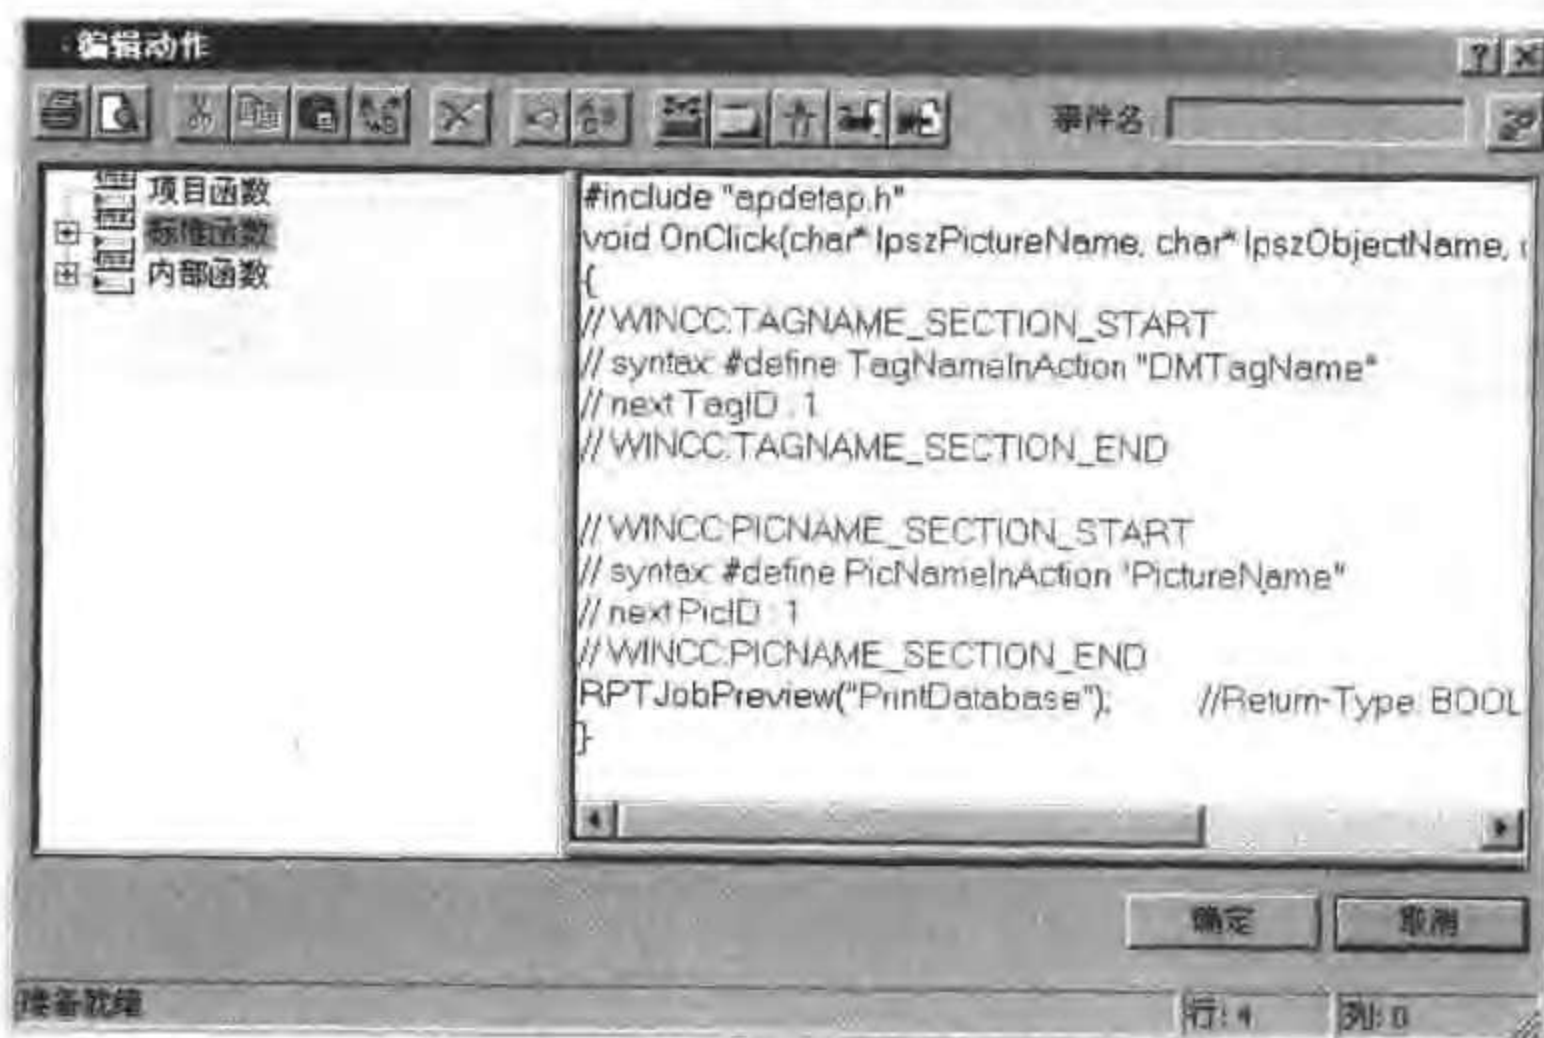 编辑动作
事件名:
项目函数
标准函数
内部函数
#include "apdefap.h"
void OnClick(char* lpszPictureName, char* lpszObjectName,
{
// WINCC:TAGNAME_SECTION_START
// syntax: #define TagNameInAction "DMTagName"
// next TagID : 1
// WINCC:TAGNAME_SECTION_END
// WINCC:PICNAME_SECTION_START
// syntax: #define PicNameInAction "PictureName"
// next PicID : 1
// WINCC:PICNAME_SECTION_END
RPTJobPreview("PrintDatabase"); //Return-Type: BOOL
}
确定
取消
准备就绪
行: 4
列: 0